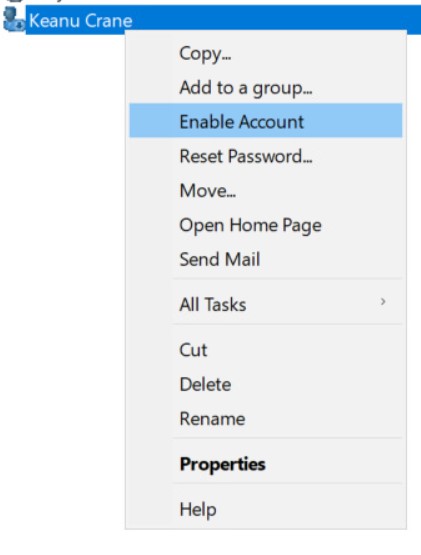 Keanu Crane
Copy...
Add to a group...
Enable Account
Reset Password...
Move...
Open Home Page
Send Mail
All Tasks
Cut
Delete
Rename
Properties
Help